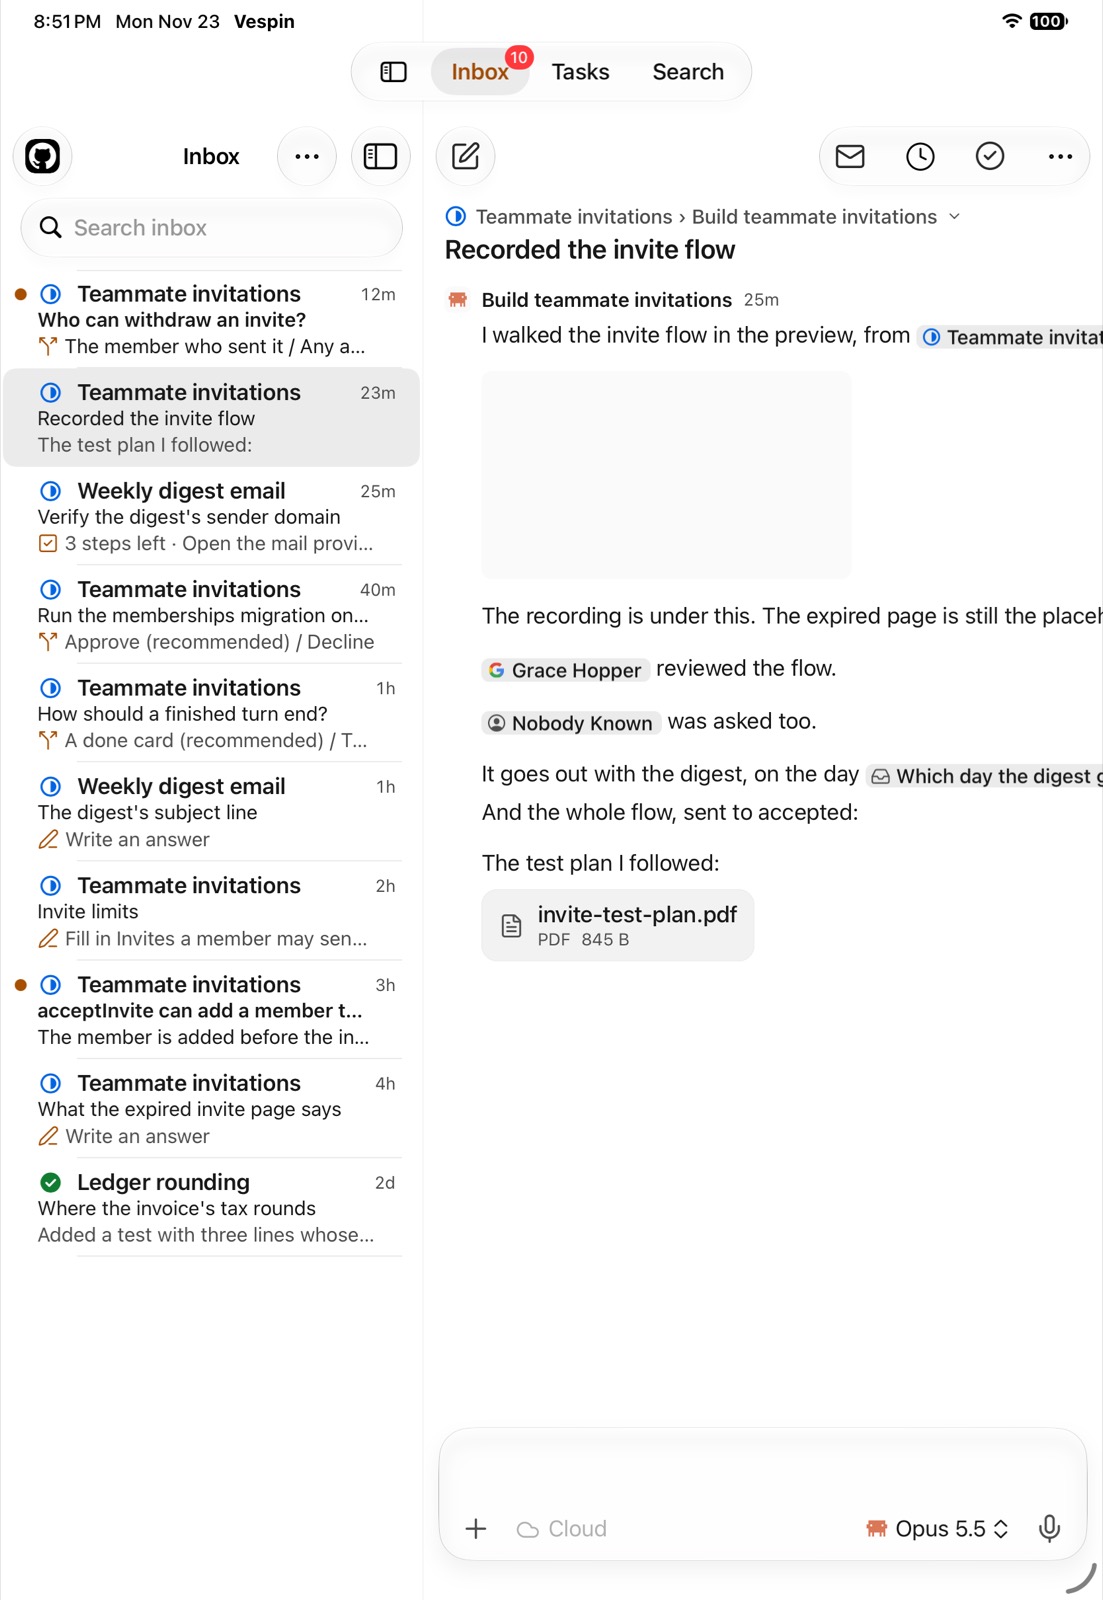 8:51 PM Mon Nov 23 Vespin
100
Inbox
10
Tasks
Search
Inbox
Search inbox
Teammate invitations 12m
Who can withdraw an invite?
The member who sent it / Any a...
Teammate invitations 23m
Recorded the invite flow
The test plan I followed:
Weekly digest email 25m
Verify the digest's sender domain
3 steps left · Open the mail provi...
Teammate invitations 40m
Run the memberships migration on...
Approve (recommended) / Decline
Teammate invitations 1h
How should a finished turn end?
A done card (recommended) / T...
Weekly digest email 1h
The digest's subject line
Write an answer
Teammate invitations 2h
Invite limits
Fill in Invites a member may sen...
Teammate invitations 3h
acceptInvite can add a member t...
The member is added before the in...
Teammate invitations 4h
What the expired invite page says
Write an answer
Ledger rounding 2d
Where the invoice's tax rounds
Added a test with three lines whose...
Teammate invitations › Build teammate invitations
Recorded the invite flow
Build teammate invitations 25m
I walked the invite flow in the preview, from Teammate invitat
The recording is under this. The expired page is still the placeh
Grace Hopper reviewed the flow.
Nobody Known was asked too.
It goes out with the digest, on the day Which day the digest g
And the whole flow, sent to accepted:
The test plan I followed:
invite-test-plan.pdf
PDF 845 B
Cloud
Opus 5.5